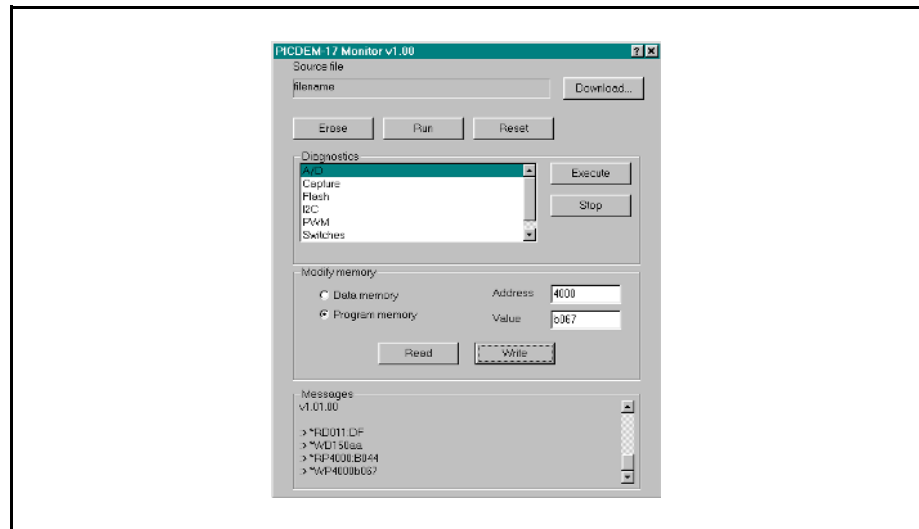 PICDEM-17 Monitor v1.00
Source file
filename
Download...
Erase
Run
Reset
Diagnostics
A/D
Capture
Flash
I2C
PWM
Switches
Execute
Stop
Modify memory
Data memory
Program memory
Address
4000
Value
b067
Read
Write
Messages
v1.01.00
> *RD011:DF
> *WD150aa
> *RP4000:B044
> *WP4000b067